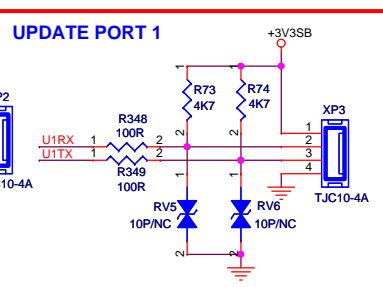 UPDATE PORT 1
+3V3SB
R73
4K7
R74
4K7
1
1
XP3
1
2
3
4
TJC10-4A
P2
10-4A
R348
100R
U1RX 1 2
U1TX 1 2
R349
100R
2
2
1
1
RV5
10P/NC
RV6
10P/NC
2
2